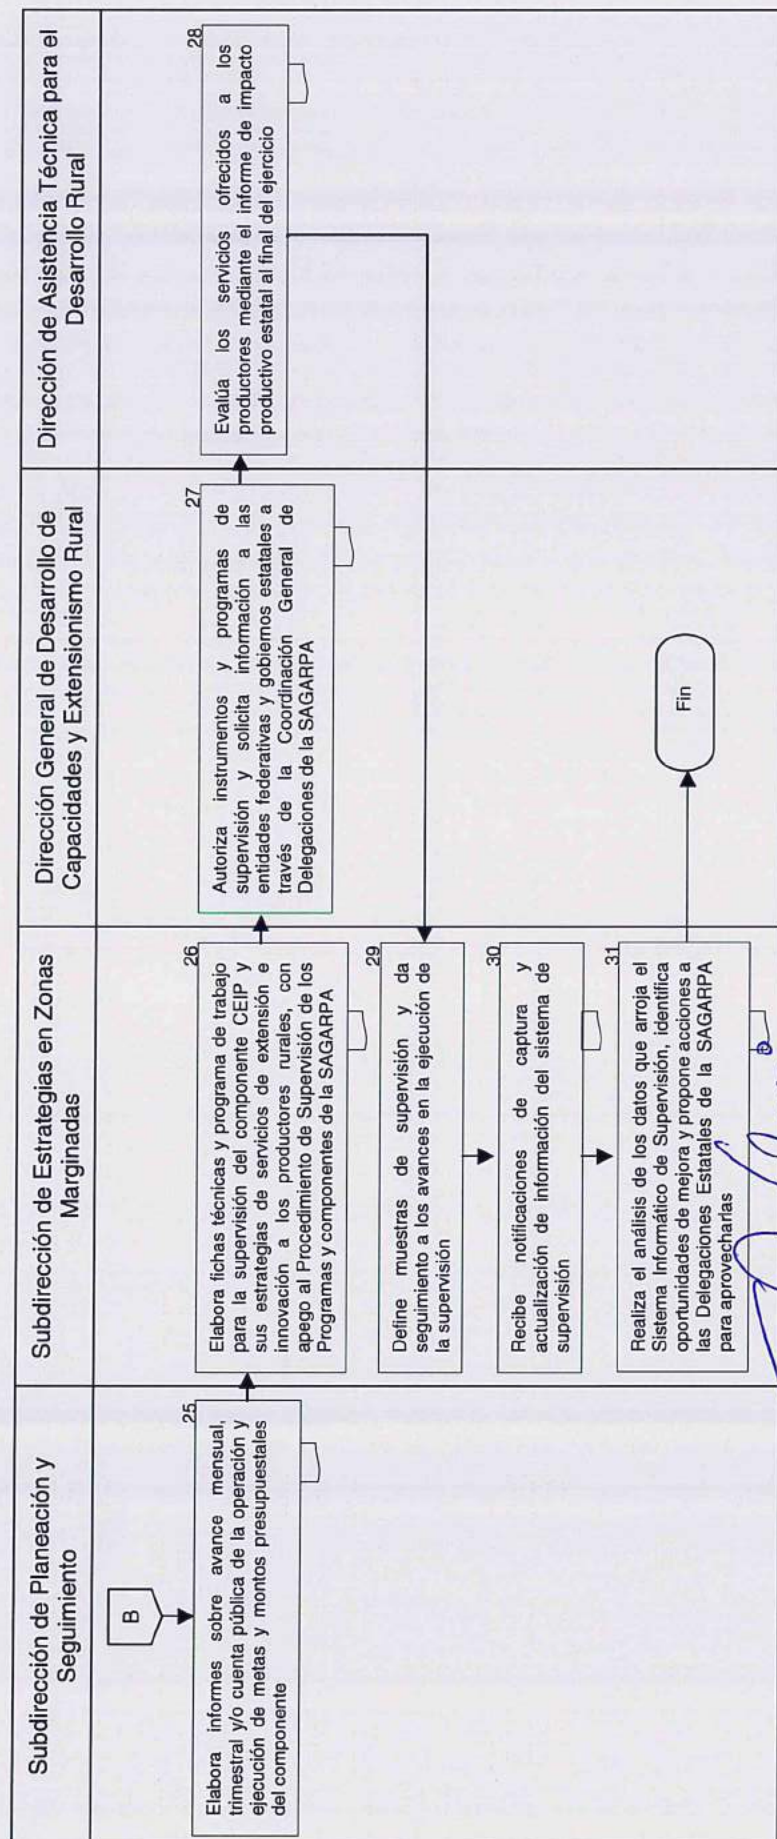 Subdirección de Planeación y
Seguimiento
Subdirección de Estrategias en Zonas
Marginadas
Dirección General de Desarrollo de
Capacidades y Extensionismo Rural
Dirección de Asistencia Técnica para el
Desarrollo Rural
B
25
Elabora informes sobre avance mensual,
trimestral y/o cuenta pública de la operación y
ejecución de metas y montos presupuestales
del componente
26
Elabora fichas técnicas y programa de trabajo
para la supervisión del componente CEIP y
sus estrategias de servicios de extensión e
innovación a los productores rurales, con
apego al Procedimiento de Supervisión de los
Programas y componentes de la SAGARPA
27
Autoriza instrumentos y programas de
supervisión y solicita información a las
entidades federativas y gobiernos estatales a
través de la Coordinación General de
Delegaciones de la SAGARPA
28
Evalúa los servicios ofrecidos a los
productores mediante el informe de impacto
productivo estatal al final del ejercicio
29
Define muestras de supervisión y da
seguimiento a los avances en la ejecución de
la supervisión
30
Recibe notificaciones de captura y
actualización de información del sistema de
supervisión
31
Realiza el análisis de los datos que arroja el
Sistema Informático de Supervisión, identifica
oportunidades de mejora y propone acciones a
las Delegaciones Estatales de la SAGARPA
para aprovecharlas
Fin